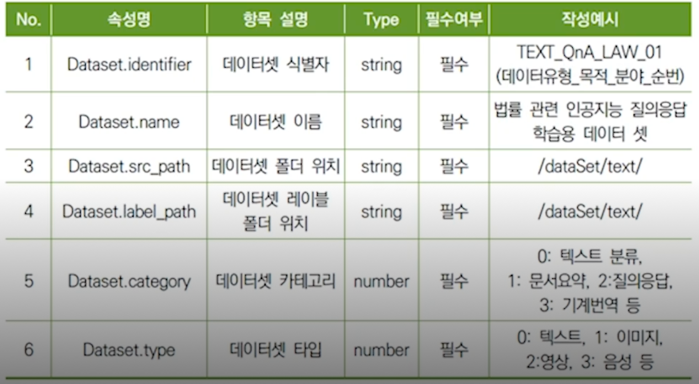 No. 속성명 항목 설명 Type 필수여부 작성예시
1 Dataset.identifier 데이터셋 식별자 string 필수 TEXT_QnA_LAW_01
(데이터유형_목적_분야_순번)
2 Dataset.name 데이터셋 이름 string 필수 법률 관련 인공지능 질의응답
학습용 데이터 셋
3 Dataset.src_path 데이터셋 폴더 위치 string 필수 /dataSet/text/
4 Dataset.label_path 데이터셋 레이블
폴더 위치 string 필수 /dataSet/text/
5 Dataset.category 데이터셋 카테고리 number 필수 0: 텍스트 분류,
1: 문서요약, 2:질의응답,
3: 기계번역 등
6 Dataset.type 데이터셋 타입 number 필수 0: 텍스트, 1: 이미지,
2:영상, 3: 음성 등